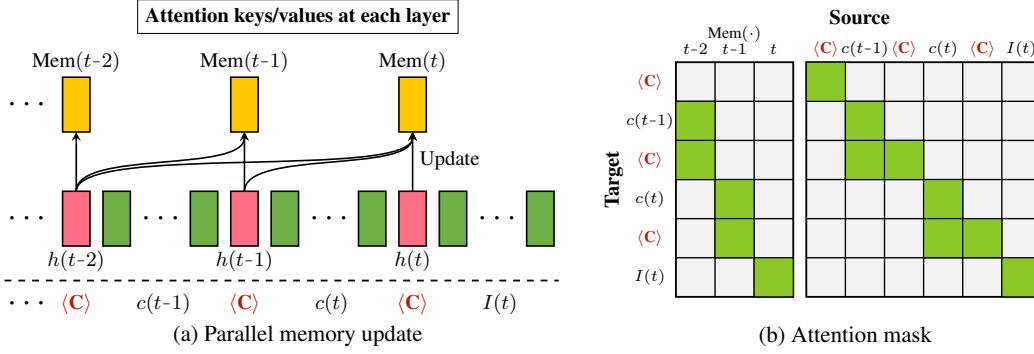 Attention keys/values at each layer
Mem(t-2) Mem(t-1) Mem(t)
· · ·
Update
· · · · · · · · · · · ·
h(t-2) h(t-1) h(t)
· · · ⟨C⟩ c(t-1) ⟨C⟩ c(t) ⟨C⟩ I(t)
(a) Parallel memory update
Source
Mem(·)
t-2 t-1 t ⟨C⟩ c(t-1) ⟨C⟩ c(t) ⟨C⟩ I(t)
Target
⟨C⟩
c(t-1)
⟨C⟩
c(t)
⟨C⟩
I(t)
(b) Attention mask